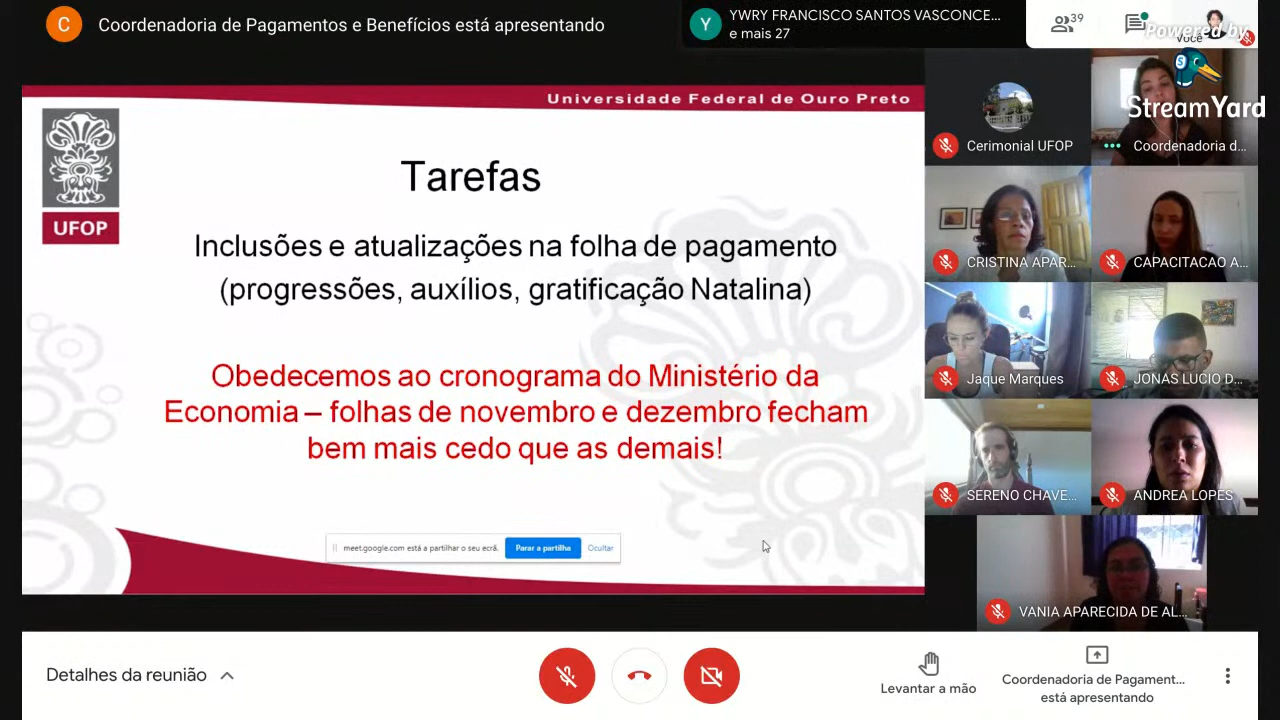 C
Coordenadoria de Pagamentos e Benefícios está apresentando
Y
YWRY FRANCISCO SANTOS VASCONCE...
e mais 27
39
Você
Powered by
StreamYard
Universidade Federal de Ouro Preto
UFOP
Tarefas
Inclusões e atualizações na folha de pagamento
(progressões, auxílios, gratificação Natalina)
Obedecemos ao cronograma do Ministério da
Economia – folhas de novembro e dezembro fecham
bem mais cedo que as demais!
meet.google.com está a partilhar o seu ecrã.
Parar a partilha
Ocultar
Cerimonial UFOP
Coordenadoria d...
CRISTINA APAR...
CAPACITACAO A...
Jaque Marques
JONAS LUCIO D...
SERENO CHAVE...
ANDREA LOPES
VANIA APARECIDA DE AL...
Detalhes da reunião
Levantar a mão
Coordenadoria de Pagament...
está apresentando